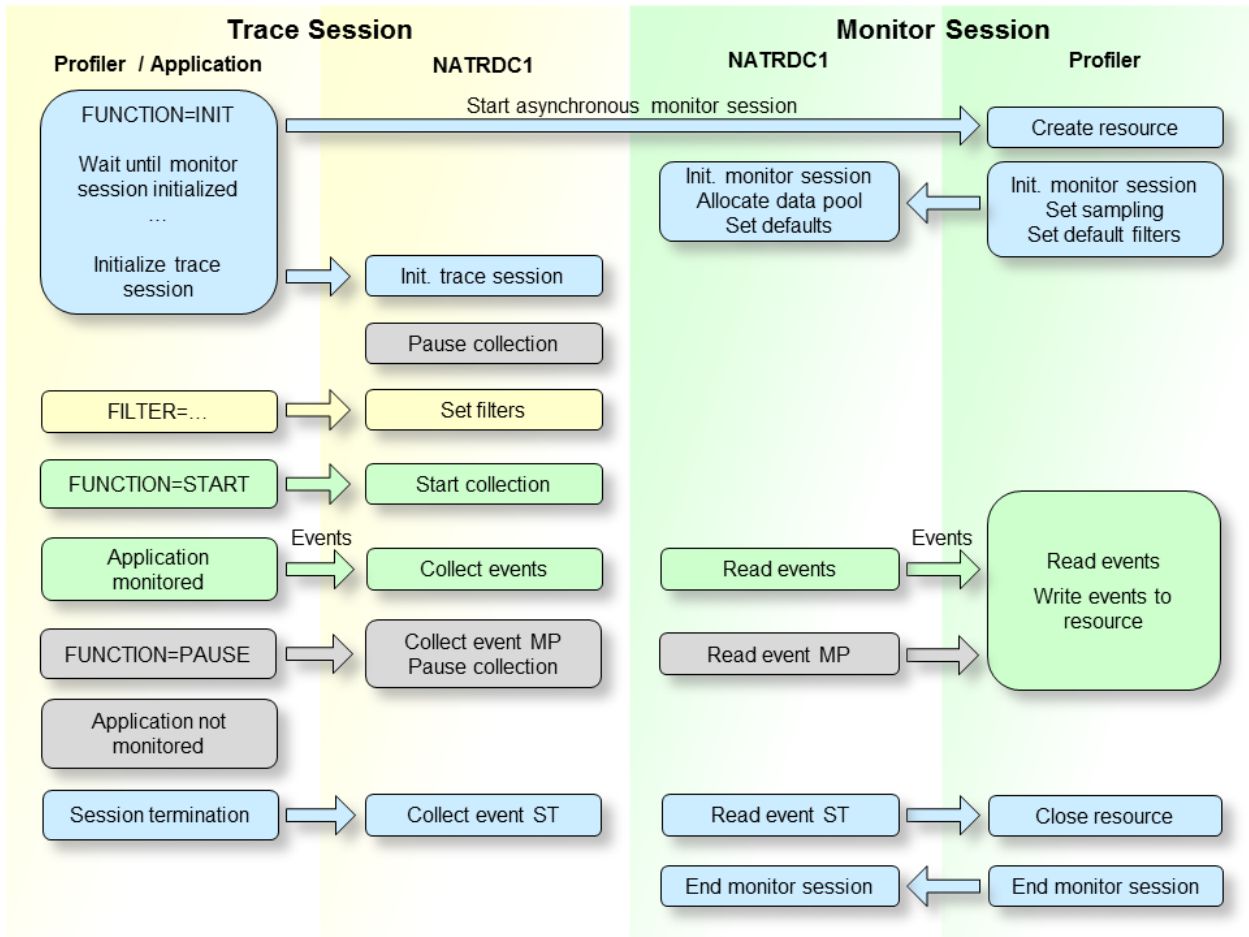 Trace Session
Monitor Session
Profiler / Application
NATRDC1
NATRDC1
Profiler
FUNCTION=INIT
Wait until monitor
session initialized
...
Initialize trace
session
Start asynchronous monitor session
Create resource
Init. monitor session
Allocate data pool
Set defaults
Init. monitor session
Set sampling
Set default filters
Init. trace session
Pause collection
FILTER=...
Set filters
FUNCTION=START
Start collection
Application
monitored
Events
Collect events
Read events
Events
Read events
Write events to
resource
FUNCTION=PAUSE
Collect event MP
Pause collection
Read event MP
Application not
monitored
Session termination
Collect event ST
Read event ST
Close resource
End monitor session
End monitor session